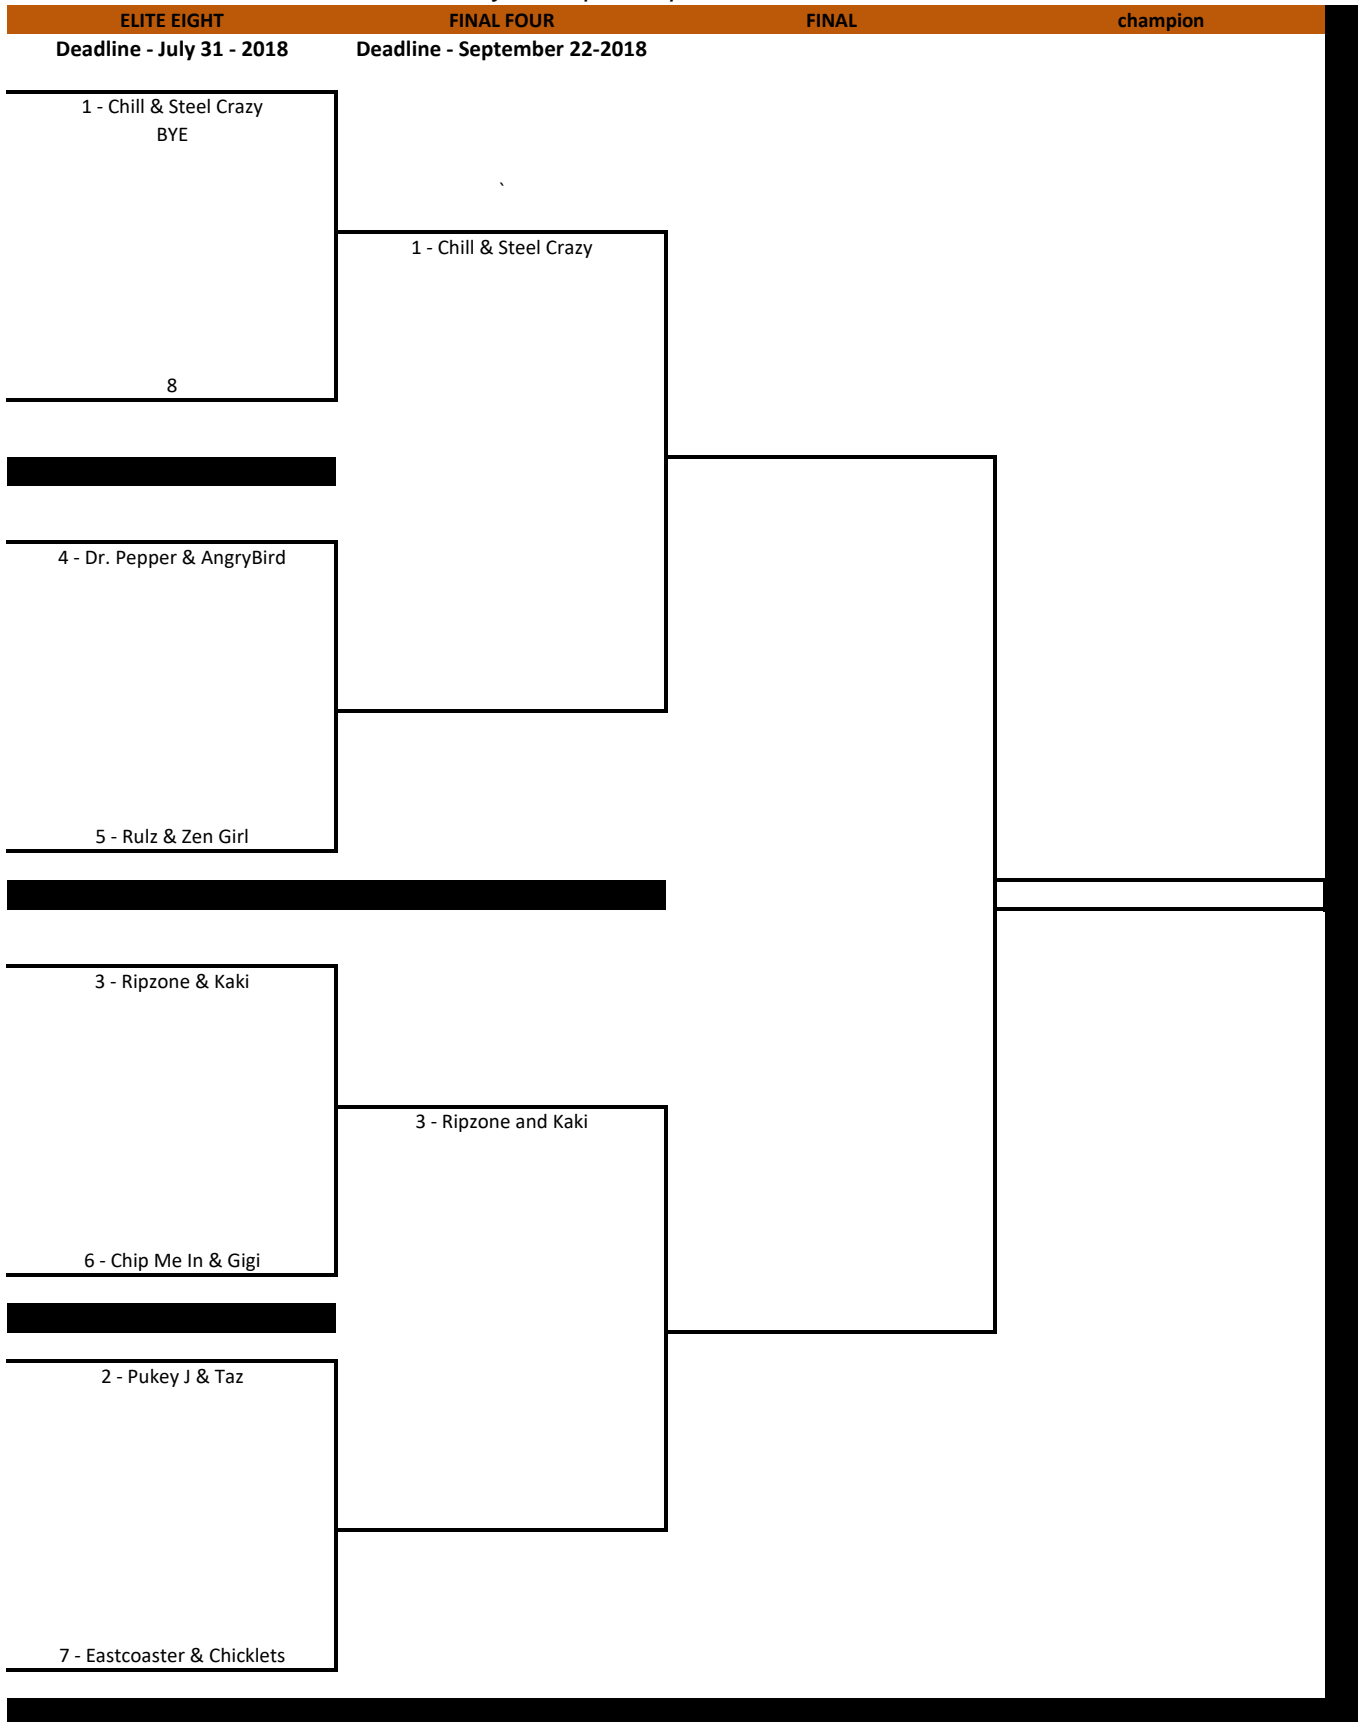 ELITE EIGHT FINAL FOUR FINAL champion
Deadline - July 31 - 2018 Deadline - September 22-2018
1 - Chill & Steel Crazy
BYE
`
1 - Chill & Steel Crazy
8
4 - Dr. Pepper & AngryBird
5 - Rulz & Zen Girl
3 - Ripzone & Kaki
3 - Ripzone and Kaki
6 - Chip Me In & Gigi
2 - Pukey J & Taz
7 - Eastcoaster & Chicklets